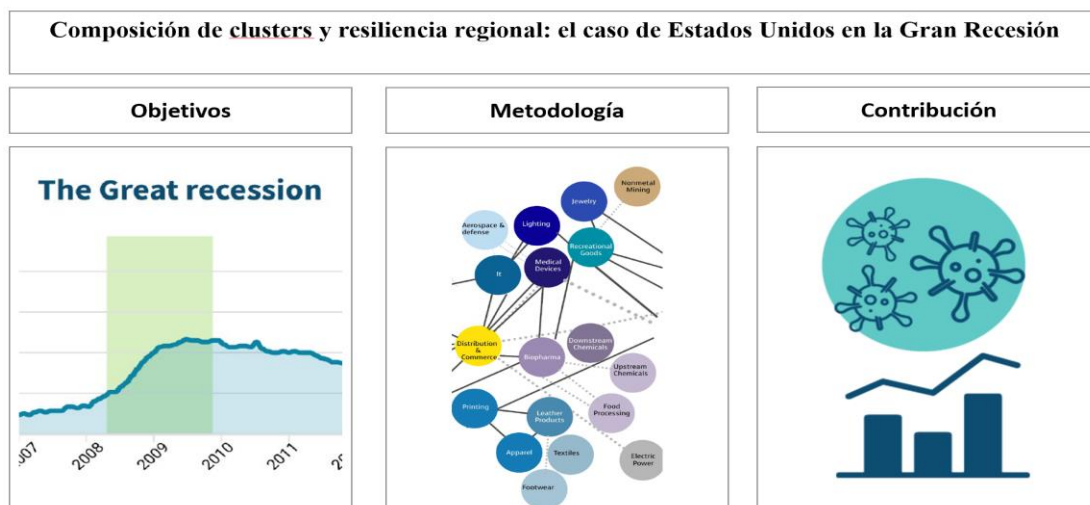 Composición de clusters y resiliencia regional: el caso de Estados Unidos en la Gran Recesión
Objetivos
Metodología
Contribución
The Great recession
2008
2009
2010
2011
Nonmetal
Mining
Jewelry
Aerospace &
defense
Lighting
Recreational
Goods
Medical
Devices
It
Distribution
&
Commerce
Downstream
Chemicals
Biopharma
Upstream
Chemicals
Printing
Leather
Products
Food
Processing
Apparel
Textiles
Electric
Power
Footwear